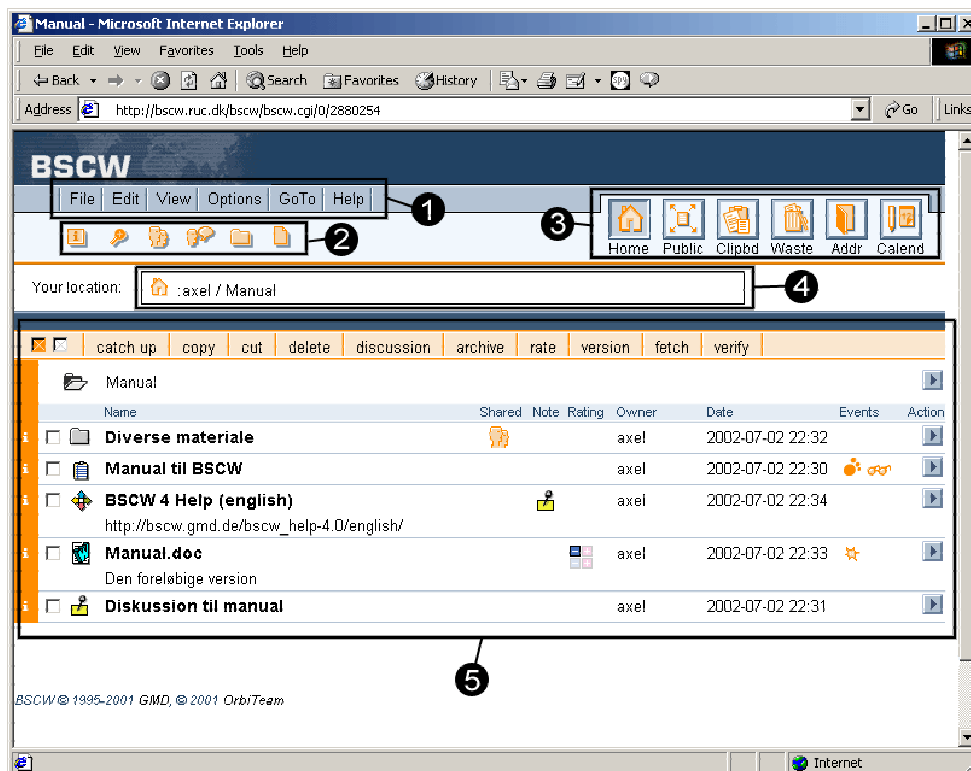 Manual - Microsoft Internet Explorer
File Edit View Favorites Tools Help
Back Search Favorites History
Address http://bscw.ruc.dk/bscw/bscw.cgi/0/2880254 Go Links
BSCW
File Edit View Options GoTo Help 1
2
3 Home Public Clipbd Waste Addr Calend
Your location: :axel / Manual 4
catch up copy cut delete discussion archive rate version fetch verify
Manual
Name Shared Note Rating Owner Date Events Action
Diverse materiale axel 2002-07-02 22:32
Manual til BSCW axel 2002-07-02 22:30
BSCW 4 Help (english) axel 2002-07-02 22:34
http://bscw.gmd.de/bscw_help-4.0/english/
Manual.doc axel 2002-07-02 22:33
Den foreløbige version
Diskussion til manual axel 2002-07-02 22:31
5
BSCW © 1995-2001 GMD, © 2001 OrbiTeam
Internet